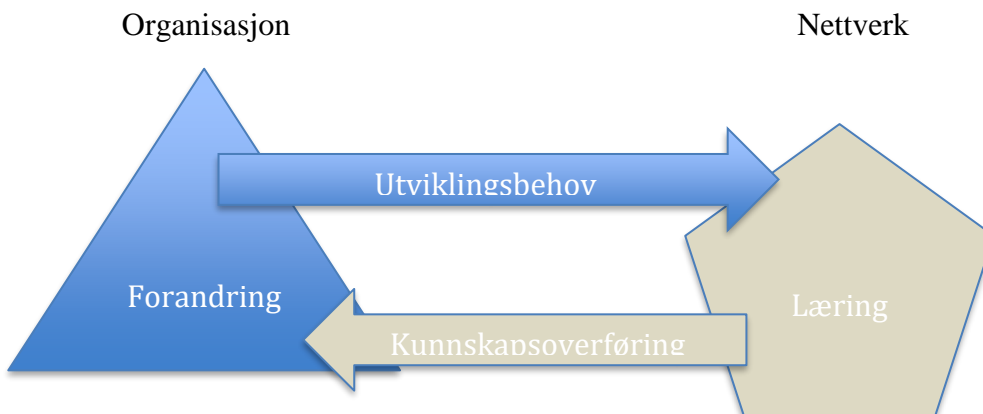 Organisasjon
Nettverk
Utviklingsbehov
Forandring
Læring
Kunnskapsoverføring